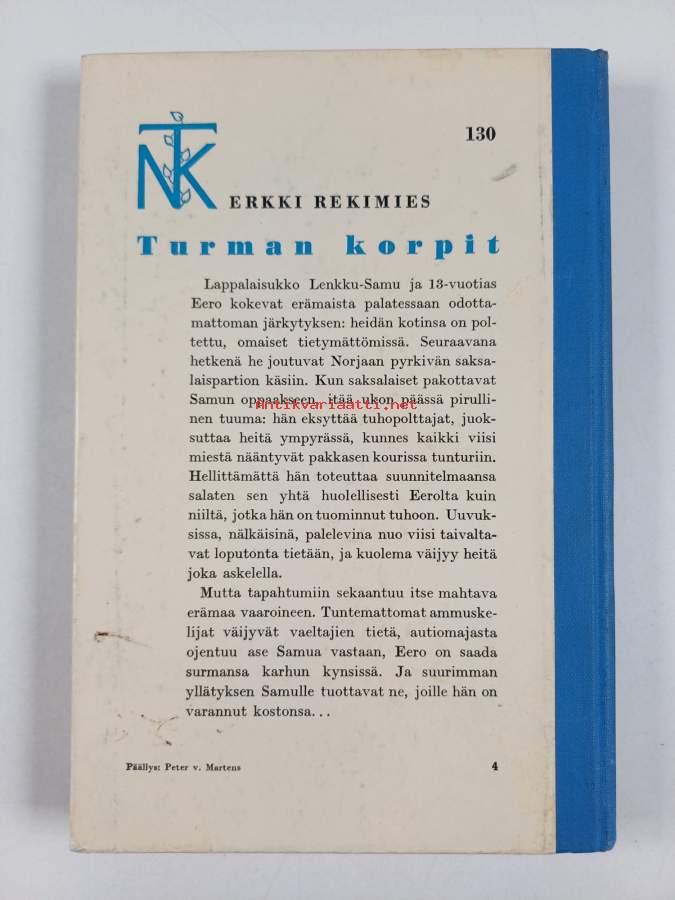 NTK
130
ERKKI REKIMIES
Turman korpit
Lappalaisukko Lenkku-Samu ja 13-vuotias
Eero kokevat erämaista palatessaan odotta-
mattoman järkytyksen: heidän kotinsa on pol-
tettu, omaiset tietymättömissä. Seuraavana
hetkenä he joutuvat Norjaan pyrkivän saksa-
laispartion käsiin. Kun saksalaiset pakottavat
Samun oppaakseen, itää ukon päässä pirulli-
antikvariaatti.net
nen tuuma: hän eksyttää tuhopolttajat, juok-
suttaa heitä ympyrässä, kunnes kaikki viisi
miestä nääntyvät pakkasen kourissa tunturiin.
Hellittämättä hän toteuttaa suunnitelmaansa
salaten sen yhtä huolellisesti Eerolta kuin
niiltä, jotka hän on tuominnut tuhoon. Uuvuk-
sissa, nälkäisinä, palelevina nuo viisi taivalta-
vat loputonta tietään, ja kuolema väijyy heitä
joka askelella.
Mutta tapahtumiin sekaantuu itse mahtava
erämaa vaaroineen. Tuntemattomat ammuske-
lijat väijyvät vaeltajien tietä, autiomajasta
ojentuu ase Samua vastaan, Eero on saada
surmansa karhun kynsissä. Ja suurimman
yllätyksen Samulle tuottavat ne, joille hän on
varannut kostonsa...
Päällys: Peter v. Martens
4